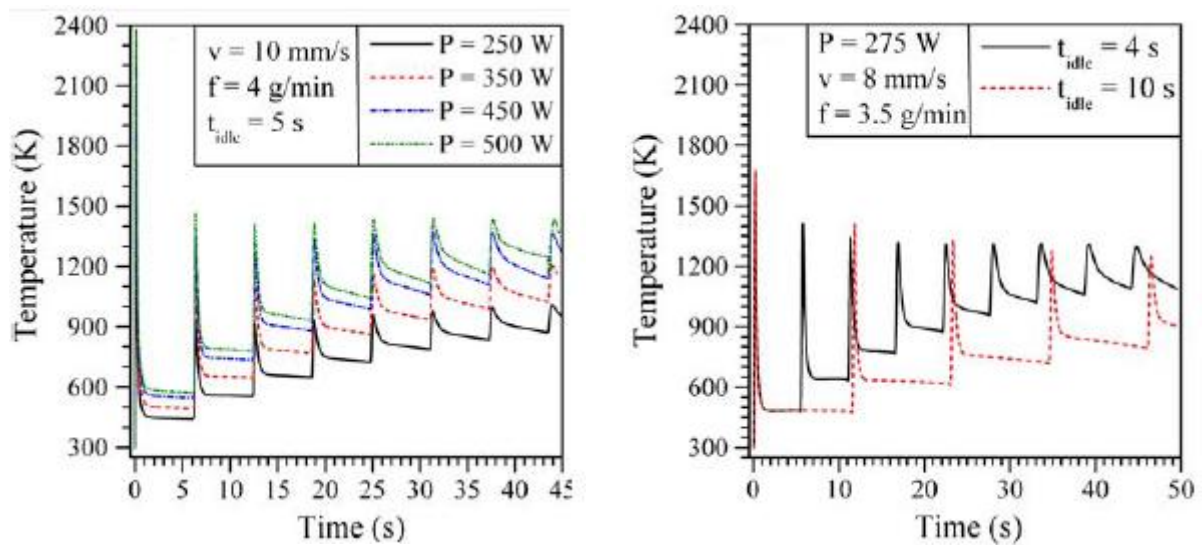 2400
2100
1800
1500
1200
900
600
300
Temperature (K)
v = 10 mm/s
f = 4 g/min
t_idle = 5 s
P = 250 W
P = 350 W
P = 450 W
P = 500 W
0 5 10 15 20 25 30 35 40 45
Time (s)
2400
2100
1800
1500
1200
900
600
300
Temperature (K)
P = 275 W
v = 8 mm/s
f = 3.5 g/min
t_idle = 4 s
t_idle = 10 s
0 10 20 30 40 50
Time (s)